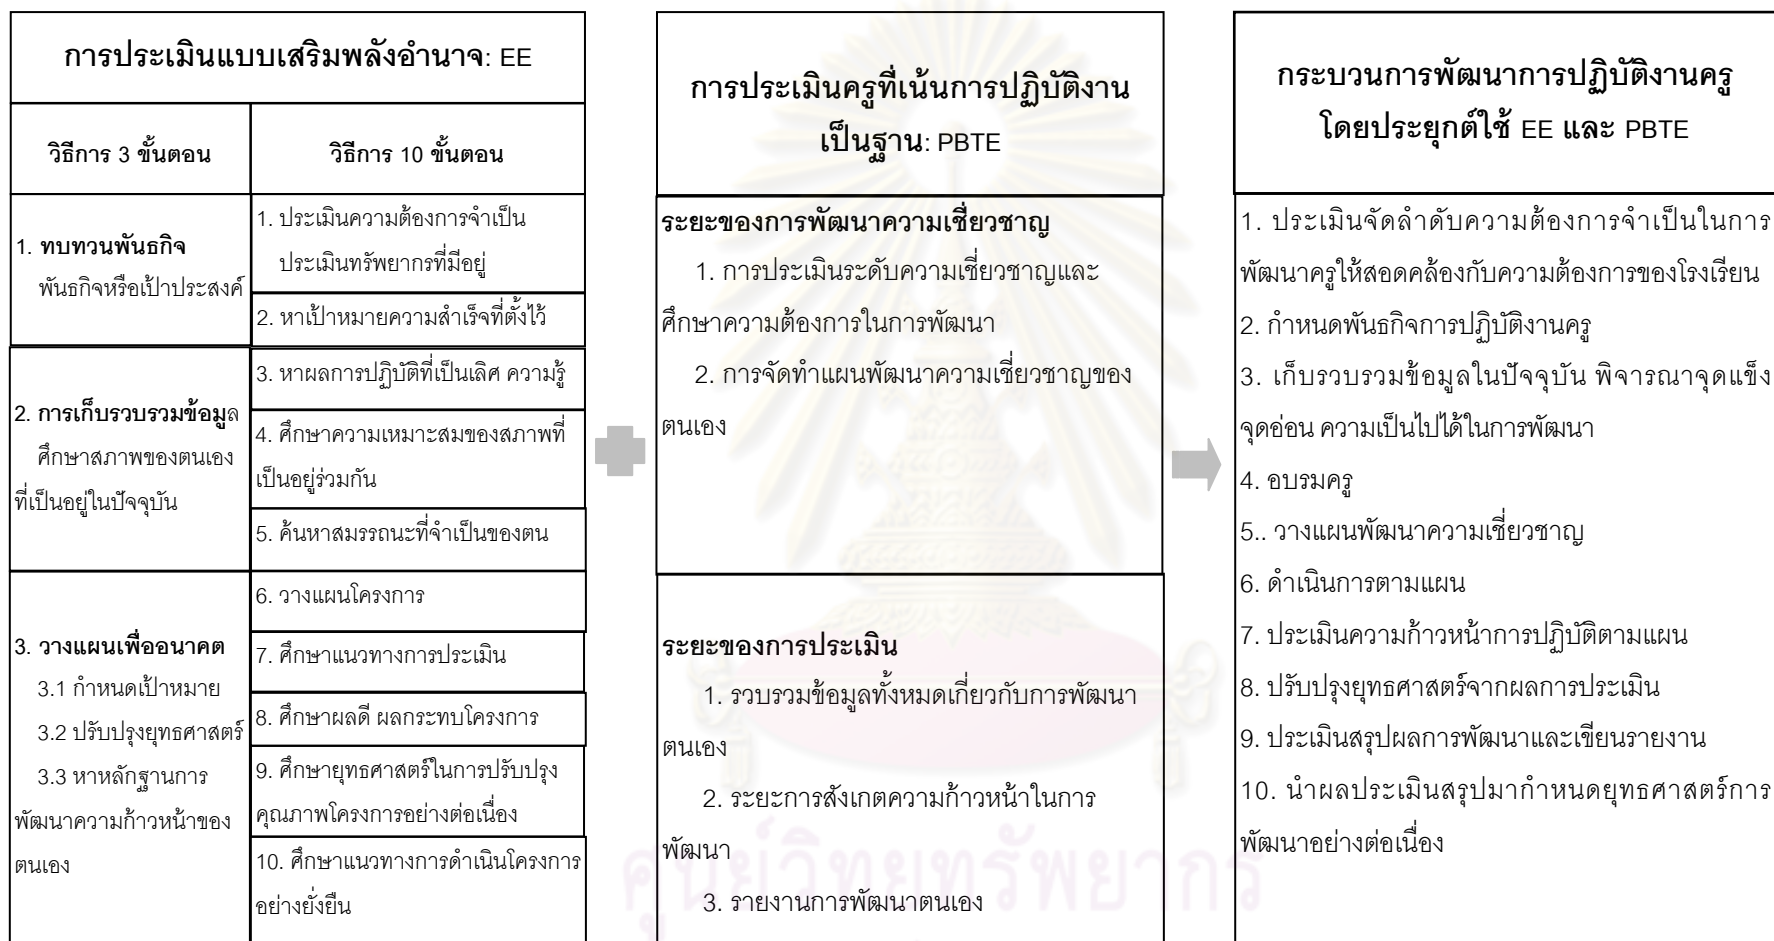 การประเมินแบบเสริมพลังอำนาจ: EE
วิธีการ 3 ขั้นตอน
วิธีการ 10 ขั้นตอน
1. ทบทวนพันธกิจ
พันธกิจหรือเป้าประสงค์
1. ประเมินความต้องการจำเป็น
ประเมินทรัพยากรที่มีอยู่
2. หาเป้าหมายความสำเร็จที่ตั้งไว้
2. การเก็บรวบรวมข้อมูล
ศึกษาสภาพของตนเอง
ที่เป็นอยู่ในปัจจุบัน
3. หาผลการปฏิบัติที่เป็นเลิศ ความรู้
4. ศึกษาความเหมาะสมของสภาพที่
เป็นอยู่ร่วมกัน
5. ค้นหาสมรรถนะที่จำเป็นของตน
3. วางแผนเพื่ออนาคต
3.1 กำหนดเป้าหมาย
3.2 ปรับปรุงยุทธศาสตร์
3.3 หาหลักฐานการ
พัฒนาความก้าวหน้าของ
ตนเอง
6. วางแผนโครงการ
7. ศึกษาแนวทางการประเมิน
8. ศึกษาผลดี ผลกระทบโครงการ
9. ศึกษายุทธศาสตร์ในการปรับปรุง
คุณภาพโครงการอย่างต่อเนื่อง
10. ศึกษาแนวทางการดำเนินโครงการ
อย่างยั่งยืน
การประเมินครูที่เน้นการปฏิบัติงาน
เป็นฐาน: PBTE
ระยะของการพัฒนาความเชี่ยวชาญ
1. การประเมินระดับความเชี่ยวชาญและ
ศึกษาความต้องการในการพัฒนา
2. การจัดทำแผนพัฒนาความเชี่ยวชาญของ
ตนเอง
ระยะของการประเมิน
1. รวบรวมข้อมูลทั้งหมดเกี่ยวกับการพัฒนา
ตนเอง
2. ระยะการสังเกตความก้าวหน้าในการ
พัฒนา
3. รายงานการพัฒนาตนเอง
กระบวนการพัฒนาการปฏิบัติงานครู
โดยประยุกต์ใช้ EE และ PBTE
1. ประเมินจัดลำดับความต้องการจำเป็นในการ
พัฒนาครูให้สอดคล้องกับความต้องการของโรงเรียน
2. กำหนดพันธกิจการปฏิบัติงานครู
3. เก็บรวบรวมข้อมูลในปัจจุบัน พิจารณาจุดแข็ง
จุดอ่อน ความเป็นไปได้ในการพัฒนา
4. อบรมครู
5.. วางแผนพัฒนาความเชี่ยวชาญ
6. ดำเนินการตามแผน
7. ประเมินความก้าวหน้าการปฏิบัติตามแผน
8. ปรับปรุงยุทธศาสตร์จากผลการประเมิน
9. ประเมินสรุปผลการพัฒนาและเขียนรายงาน
10. นำผลประเมินสรุปมากำหนดยุทธศาสตร์การ
พัฒนาอย่างต่อเนื่อง
ศูนย์วิทยทรัพยากร